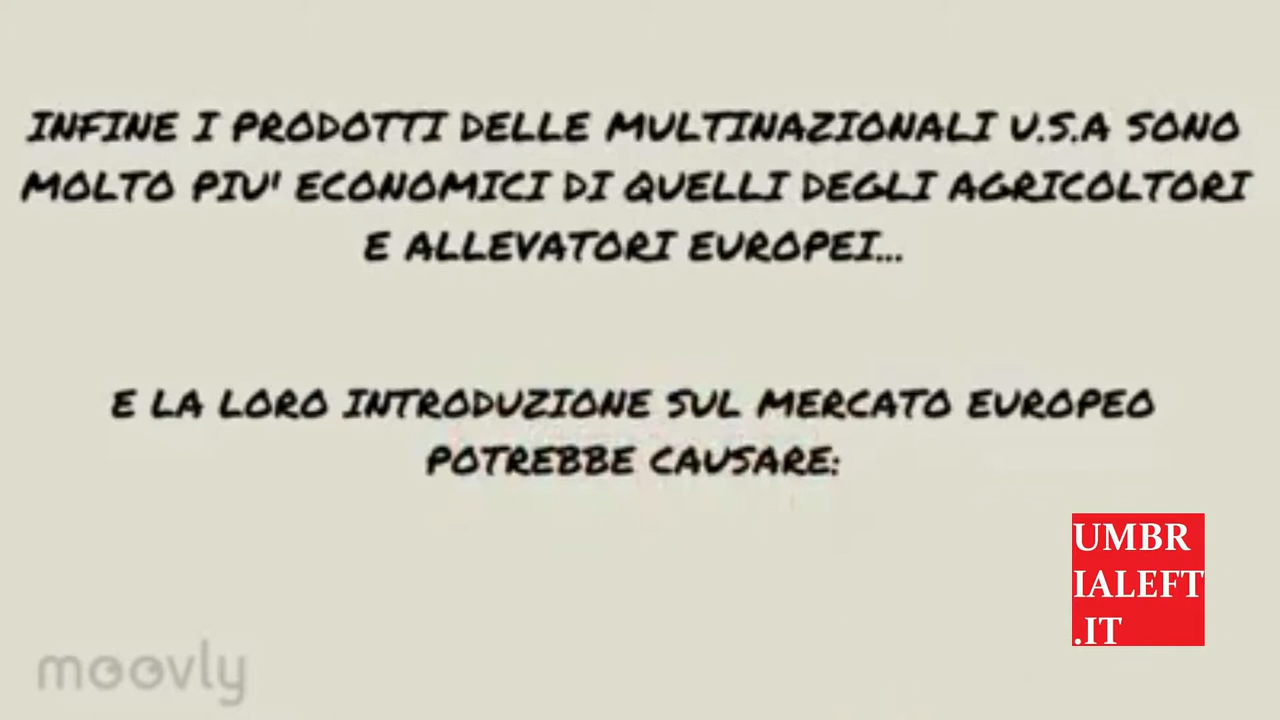 INFINE I PRODOTTI DELLE MULTINAZIONALI U.S.A SONO
MOLTO PIU' ECONOMICI DI QUELLI DEGLI AGRICOLTORI
E ALLEVATORI EUROPEI...
E LA LORO INTRODUZIONE SUL MERCATO EUROPEO
POTREBBE CAUSARE:
UMBR
IALEFT
.IT
moovly